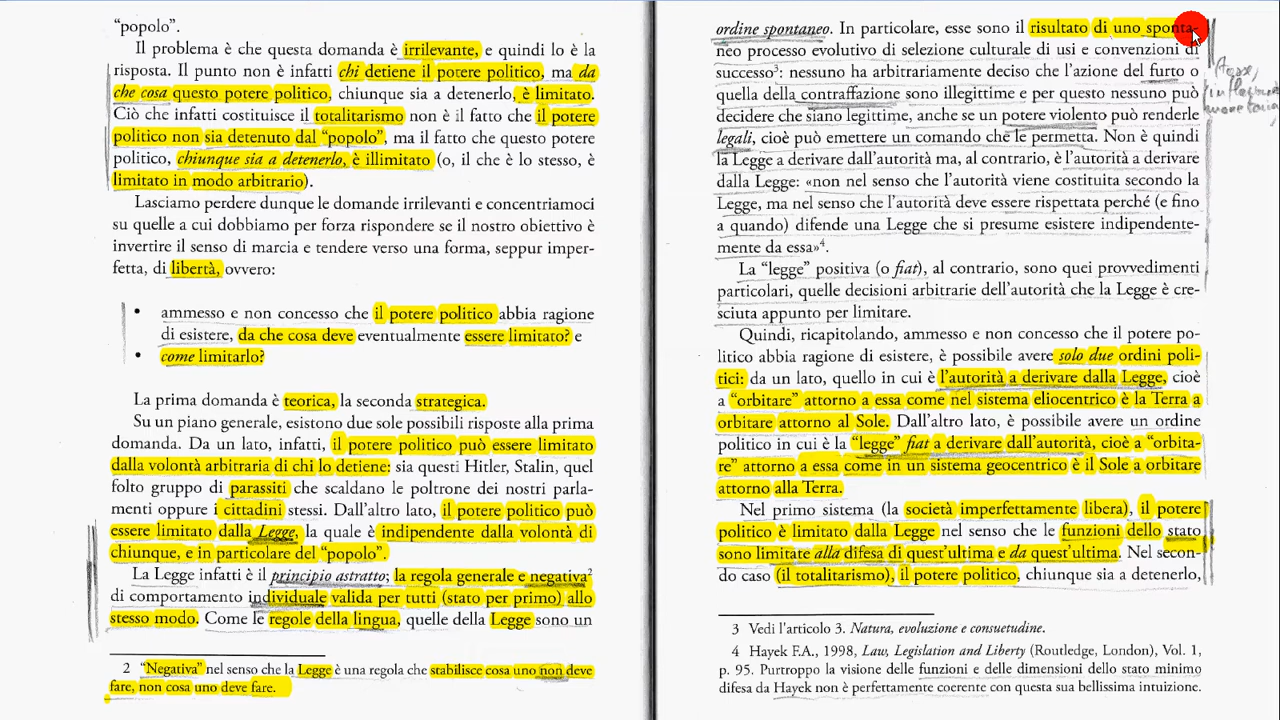 “popolo”.
Il problema è che questa domanda è irrilevante, e quindi lo è la
risposta. Il punto non è infatti chi detiene il potere politico, ma da
che cosa questo potere politico, chiunque sia a detenerlo, è limitato.
Ciò che infatti costituisce il totalitarismo non è il fatto che il potere
politico non sia detenuto dal “popolo”, ma il fatto che questo potere
politico, chiunque sia a detenerlo, è illimitato (o, il che è lo stesso, è
limitato in modo arbitrario).
Lasciamo perdere dunque le domande irrilevanti e concentriamoci
su quelle a cui dobbiamo per forza rispondere se il nostro obiettivo è
invertire il senso di marcia e tendere verso una forma, seppur imper-
fetta, di libertà, ovvero:
• ammesso e non concesso che il potere politico abbia ragione
di esistere, da che cosa deve eventualmente essere limitato? e
• come limitarlo?
La prima domanda è teorica, la seconda strategica.
Su un piano generale, esistono due sole possibili risposte alla prima
domanda. Da un lato, infatti, il potere politico può essere limitato
dalla volontà arbitraria di chi lo detiene: sia questi Hitler, Stalin, quel
folto gruppo di parassiti che scaldano le poltrone dei nostri parla-
menti oppure i cittadini stessi. Dall’altro lato, il potere politico può
essere limitato dalla Legge, la quale è indipendente dalla volontà di
chiunque, e in particolare del “popolo”.
La Legge infatti è il principio astratto; la regola generale e negativa2
di comportamento individuale valida per tutti (stato per primo) allo
stesso modo. Come le regole della lingua, quelle della Legge sono un
2 “Negativa” nel senso che la Legge è una regola che stabilisce cosa uno non deve
fare, non cosa uno deve fare.
ordine spontaneo. In particolare, esse sono il risultato di uno sponta-
neo processo evolutivo di selezione culturale di usi e convenzioni di
successo3: nessuno ha arbitrariamente deciso che l’azione del furto o
quella della contraffazione sono illegittime e per questo nessuno può
decidere che siano legittime, anche se un potere violento può renderle
legali, cioè può emettere un comando che le permetta. Non è quindi
la Legge a derivare dall’autorità ma, al contrario, è l’autorità a derivare
dalla Legge: «non nel senso che l’autorità viene costituita secondo la
Legge, ma nel senso che l’autorità deve essere rispettata perché (e fino
a quando) difende una Legge che si presume esistere indipendente-
mente da essa»4.
La “legge” positiva (o fiat), al contrario, sono quei provvedimenti
particolari, quelle decisioni arbitrarie dell’autorità che la Legge è cre-
sciuta appunto per limitare.
Quindi, ricapitolando, ammesso e non concesso che il potere po-
litico abbia ragione di esistere, è possibile avere solo due ordini poli-
tici: da un lato, quello in cui è l’autorità a derivare dalla Legge, cioè
a “orbitare” attorno a essa come nel sistema eliocentrico è la Terra a
orbitare attorno al Sole. Dall’altro lato, è possibile avere un ordine
politico in cui è la “legge” fiat a derivare dall’autorità, cioè a “orbita-
re” attorno a essa come in un sistema geocentrico è il Sole a orbitare
attorno alla Terra.
Nel primo sistema (la società imperfettamente libera), il potere
politico è limitato dalla Legge nel senso che le funzioni dello stato
sono limitate alla difesa di quest’ultima e da quest’ultima. Nel secon-
do caso (il totalitarismo), il potere politico, chiunque sia a detenerlo,
3 Vedi l’articolo 3. Natura, evoluzione e consuetudine.
4 Hayek F.A., 1998, Law, Legislation and Liberty (Routledge, London), Vol. 1,
p. 95. Purtroppo la visione delle funzioni e delle dimensioni dello stato minimo
difesa da Hayek non è perfettamente coerente con questa sua bellissima intuizione.